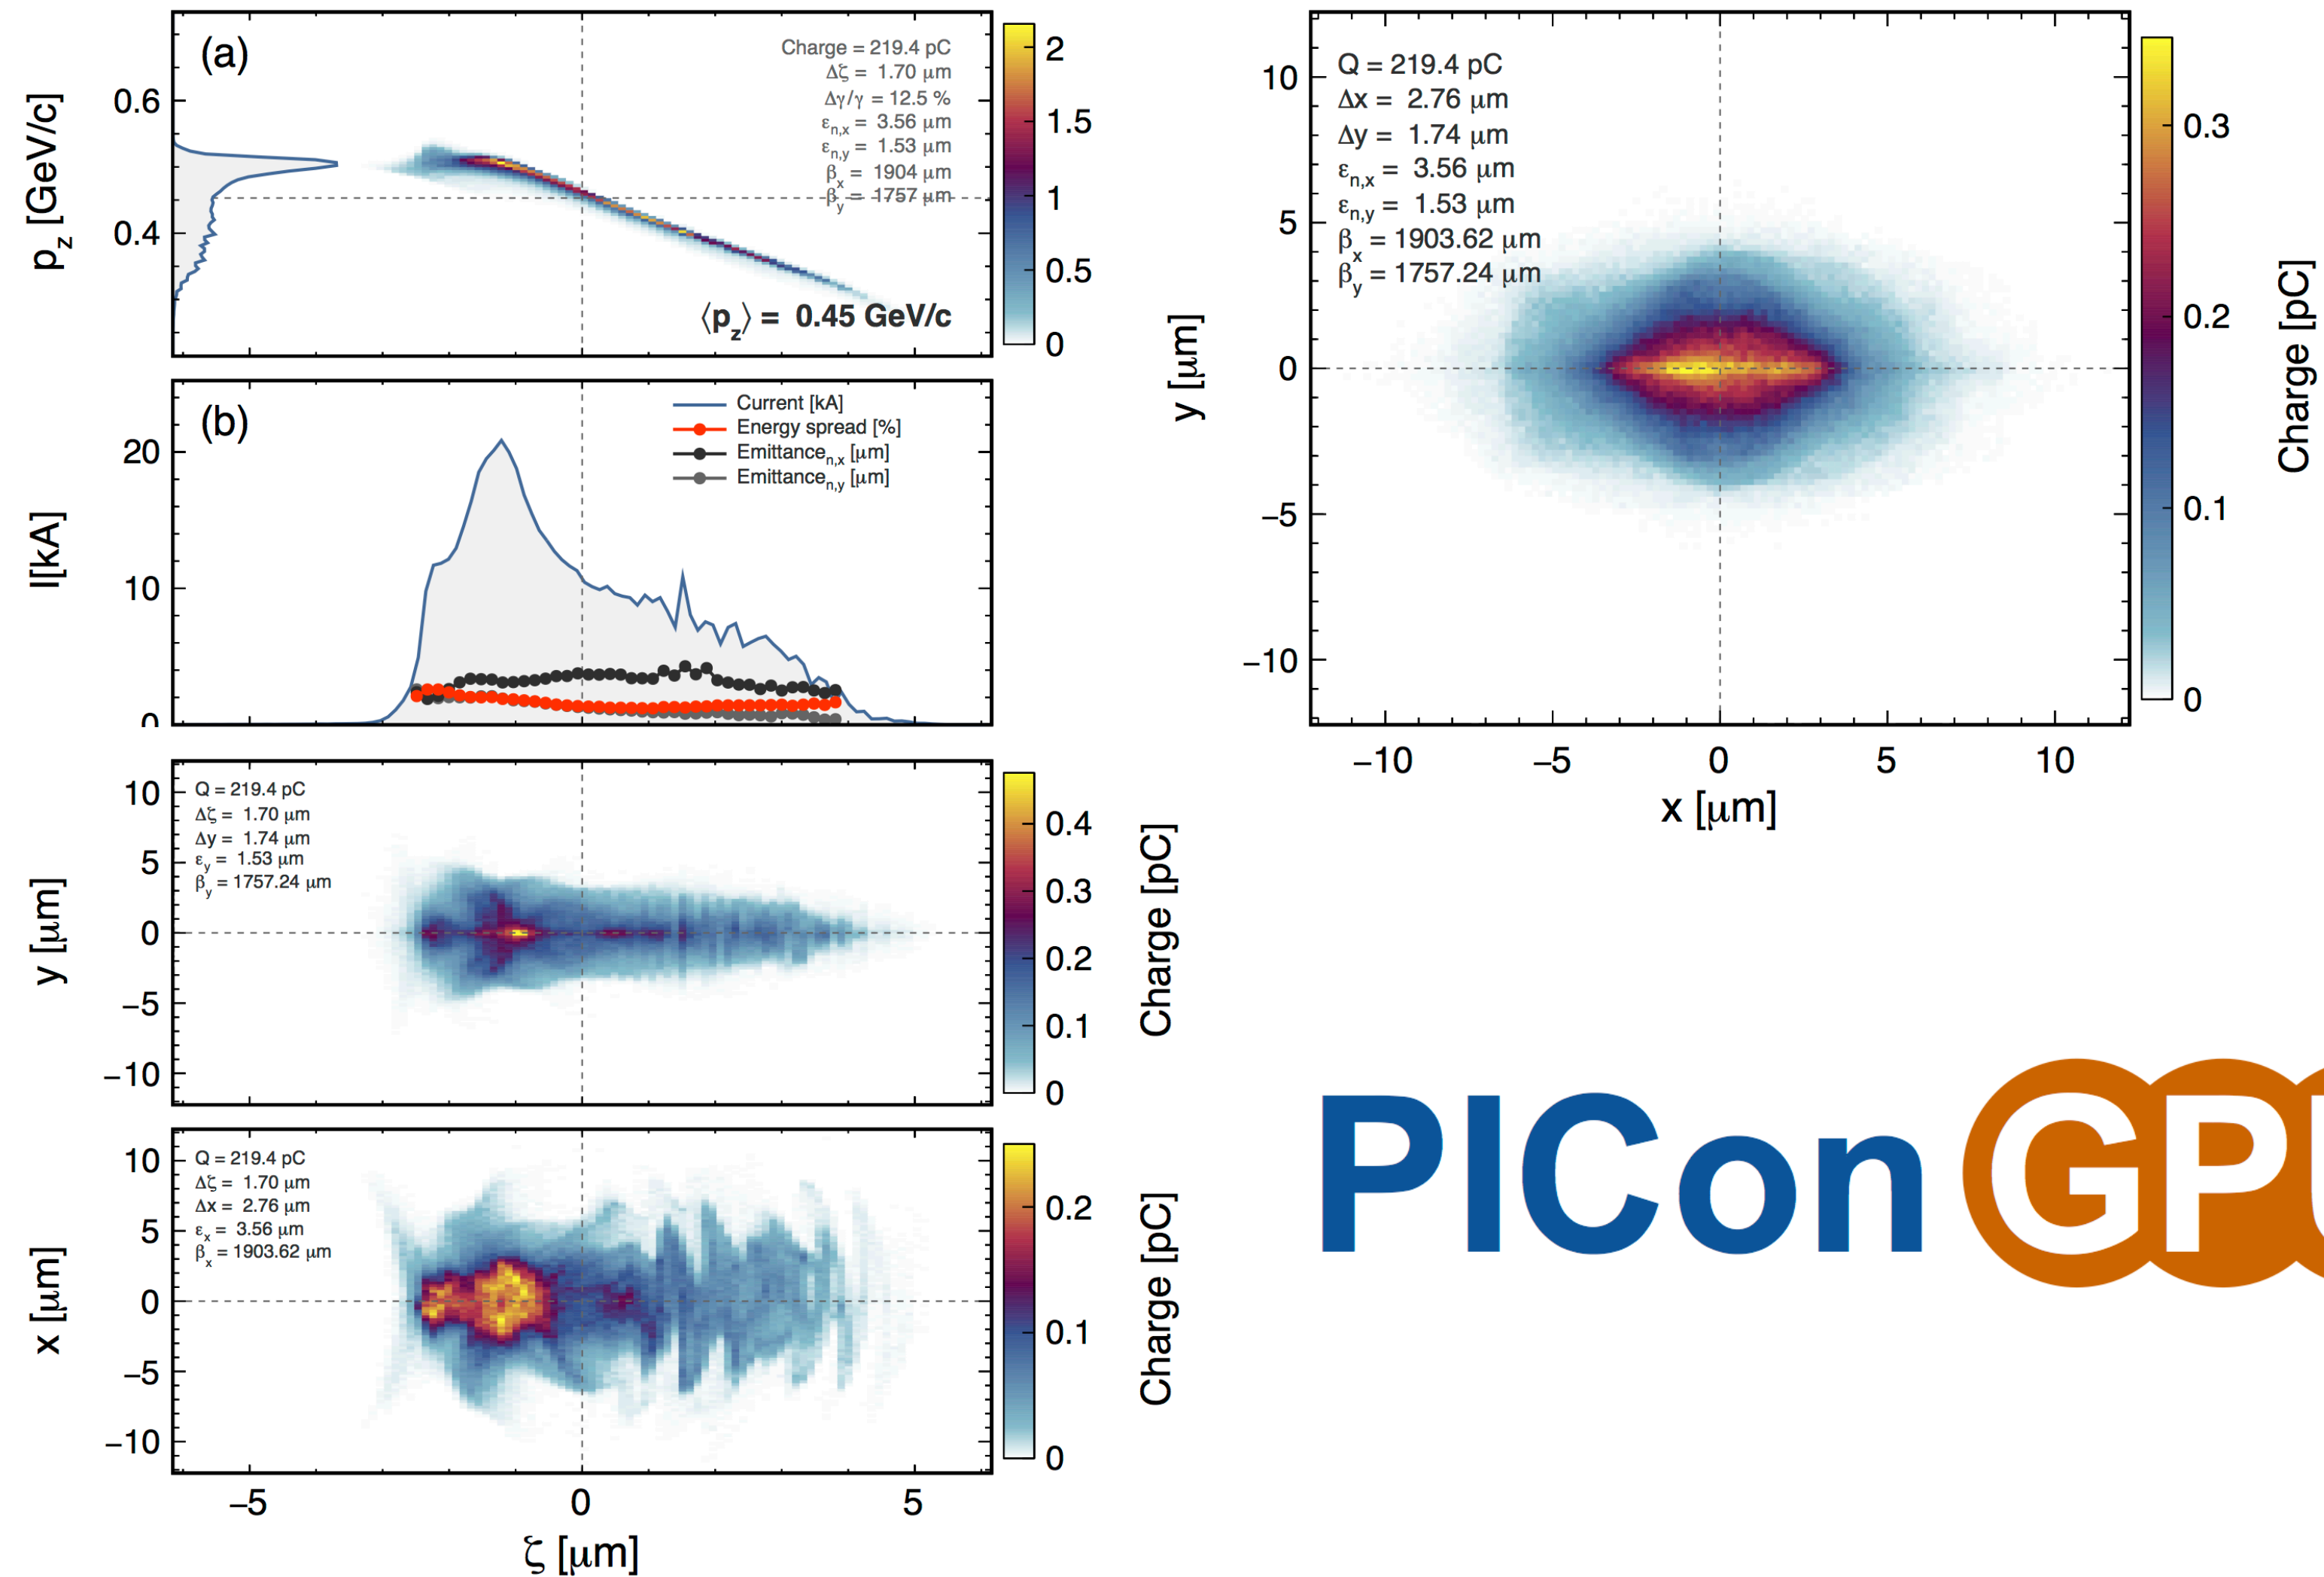 (a)
Charge = 219.4 pC
Δζ = 1.70 μm
Δγ/γ = 12.5 %
εn,x = 3.56 μm
εn,y = 1.53 μm
βx = 1904 μm
βy = 1757 μm
⟨pz⟩ = 0.45 GeV/c
pz [GeV/c]
0.6
0.4
2
1.5
1
0.5
0
(b)
Current [kA]
Energy spread [%]
Emittancen,x [μm]
Emittancen,y [μm]
I[kA]
20
10
0
Q = 219.4 pC
Δζ = 1.70 μm
Δy = 1.74 μm
εy = 1.53 μm
βy = 1757.24 μm
y [μm]
10
5
0
−5
−10
0.4
0.3
0.2
0.1
0
Charge [pC]
Q = 219.4 pC
Δζ = 1.70 μm
Δx = 2.76 μm
εx = 3.56 μm
βx = 1903.62 μm
x [μm]
10
5
0
−5
−10
0.2
0.1
0
Charge [pC]
−5 0 5
ζ [μm]
Q = 219.4 pC
Δx = 2.76 μm
Δy = 1.74 μm
εn,x = 3.56 μm
εn,y = 1.53 μm
βx = 1903.62 μm
βy = 1757.24 μm
y [μm]
10
5
0
−5
−10
−10 −5 0 5 10
x [μm]
0.3
0.2
0.1
0
Charge [pC]
PICon GPU